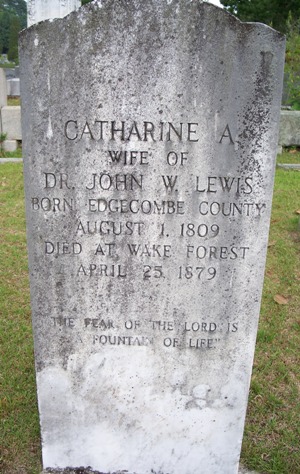 CATHARINE A.
WIFE OF
DR. JOHN W. LEWIS
BORN EDGECOMBE COUNTY
AUGUST 1, 1809
DIED AT WAKE FOREST
APRIL 25, 1879
"THE FEAR OF THE LORD IS
A FOUNTAIN OF LIFE"